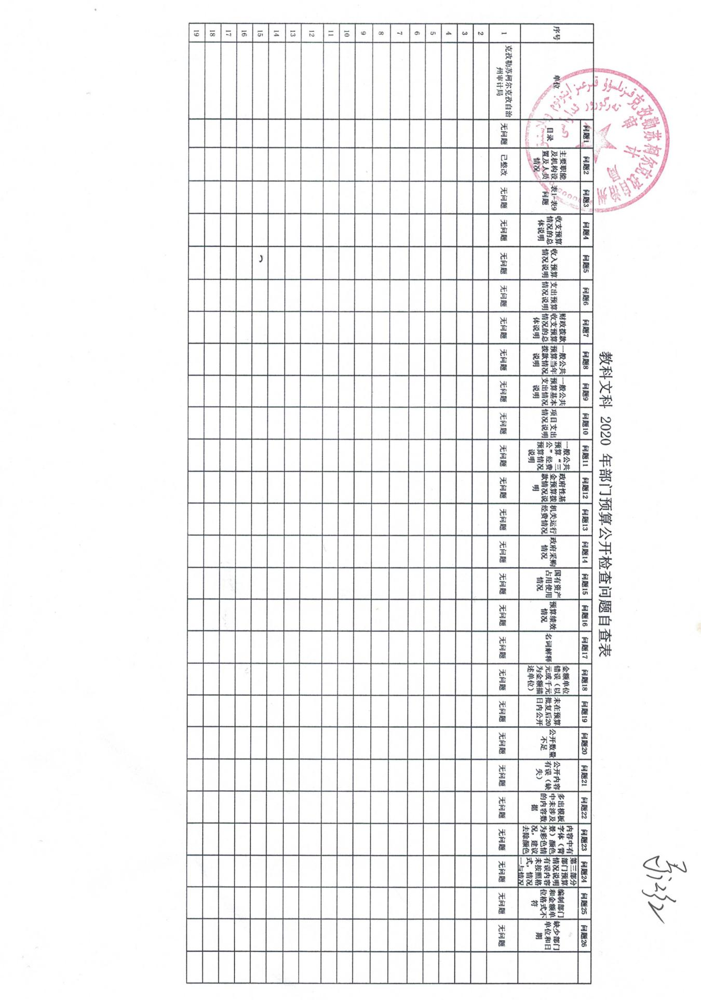 教科文科 2020 年部门预算公开检查问题自查表
序号 单位 问题1 问题2 问题3 问题4 问题5 问题6 问题7 问题8 问题9 问题10 问题11 问题12 问题13 问题14 问题15 问题16 问题17 问题18 问题19 问题20 问题21 问题22 问题23 问题24 问题25 问题26
目录
主要职能
及机构设
置及人员
情况
表1-表9
问题
收支预算
情况的总
体说明
收入预算
情况说明
支出预算
情况说明
财政拨款
收支预算
情况的总
体说明
一般公共
预算当年
拨款情况
说明
一般公共
预算基本
支出情况
说明
项目支出
情况说明
一般公共
预算“三
公”经费
预算情况
说明
政府性基
金预算拨
款情况说
明
机关运行
经费情况
政府采购
情况
国有资产
占用使用
情况
预算绩效
情况
名词解释
金额单位
错误（以
元或千元
为金额描
述单位）
未在预算
批复后20
日内公开
公开数量
不足
公开内容
有误（缺
失）
多出模板
中未涉及
的内容数
据
内容中有
字体（背
景）颜色
为彩色情
况，建议
去除颜色
第三部分
部门预算
情况说明
有误内容
未按照格
式，情况
一与情况
编制部门
和金额单
位格式不
符
缺少部门
单位和日
期
1 克孜勒苏柯尔克孜自治
州审计局
无问题 已整改 无问题 无问题 无问题 无问题 无问题 无问题 无问题 无问题 无问题 无问题 无问题 无问题 无问题 无问题 无问题 无问题 无问题 无问题 无问题 无问题 无问题 无问题 无问题 无问题
2
3
4
5
6
7
8
9
10
11
12
13
14
15
16
17
18
19
克孜勒苏柯尔克孜自治州
审计局